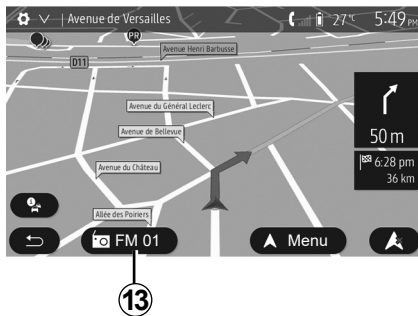 Avenue de Versailles
27 °C
5:49 PM
PR
Avenue Henri Barbusse
D11
Avenue du Général Leclerc
50 m
Avenue de Bellevue
6:28 pm
Avenue du Château
36 km
Allée des Poiriers
FM 01
Menu
13